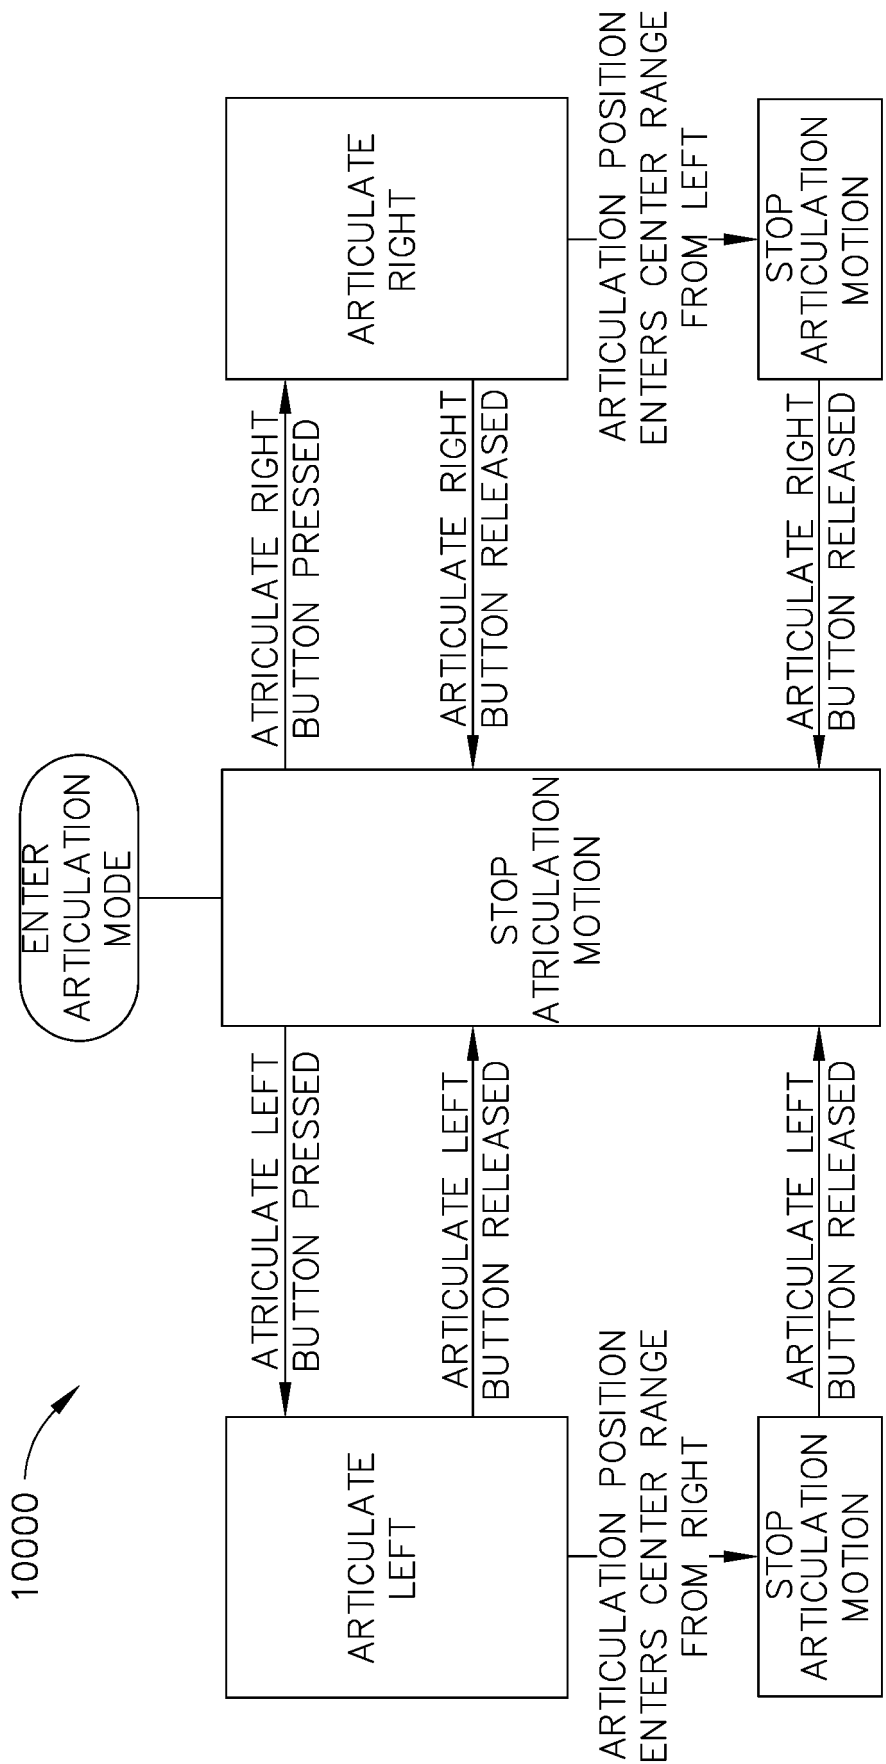 10000
ENTER
ARTICULATION
MODE
ARTICULATE
LEFT
ATRICULATE LEFT
BUTTON PRESSED
ARTICULATE LEFT
BUTTON RELEASED
STOP
ATRICULATION
MOTION
ATRICULATE RIGHT
BUTTON PRESSED
ARTICULATE RIGHT
BUTTON RELEASED
ARTICULATE
RIGHT
ARTICULATION POSITION
ENTERS CENTER RANGE
FROM RIGHT
STOP
ARTICULATION
MOTION
ARTICULATE LEFT
BUTTON RELEASED
ARTICULATION POSITION
ENTERS CENTER RANGE
FROM LEFT
ARTICULATE RIGHT
BUTTON RELEASED
STOP
ARTICULATION
MOTION